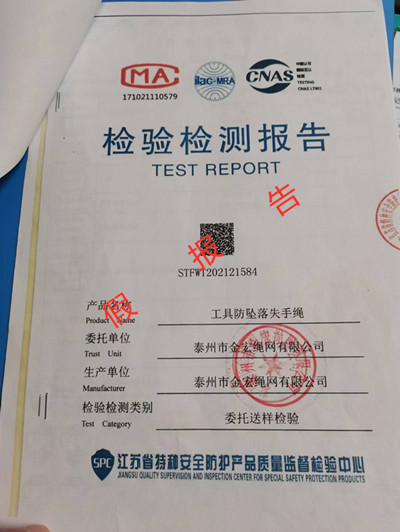 MA
ilac-MRA
CNAS
TESTING
171021110579
检验检测报告
TEST REPORT
假报告
STFWT202121584
产品名称 工具防坠落失手绳
Product Name
委托单位 泰州市金宏绳网有限公司
Trust Unit
生产单位 泰州市金宏绳网有限公司
Manufacturer
检验检测类别 委托送样检验
Test Category
SPC 江苏省特种安全防护产品质量监督检验中心
JIANGSU QUALITY SUPERVISION AND INSPECTION CENTER FOR SPECIAL SAFETY PROTECTION PRODUCTS